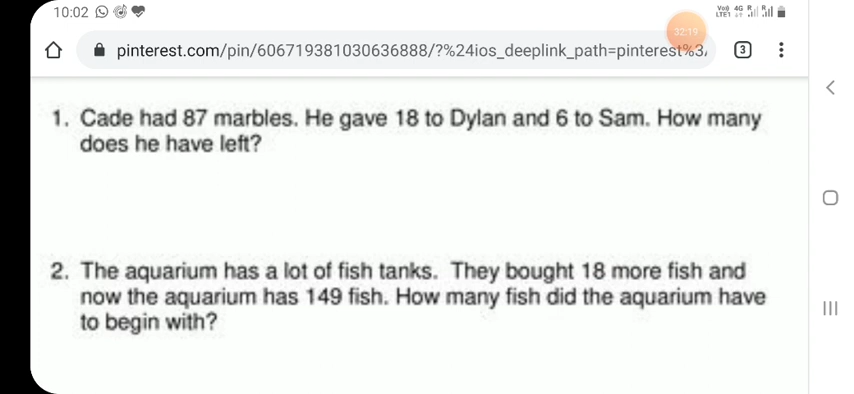 10:02
32:19
Vo)) 4G R R
LTE1
pinterest.com/pin/606719381030636888/?%24ios_deeplink_path=pinterest%3
3
1. Cade had 87 marbles. He gave 18 to Dylan and 6 to Sam. How many
does he have left?
2. The aquarium has a lot of fish tanks. They bought 18 more fish and
now the aquarium has 149 fish. How many fish did the aquarium have
to begin with?